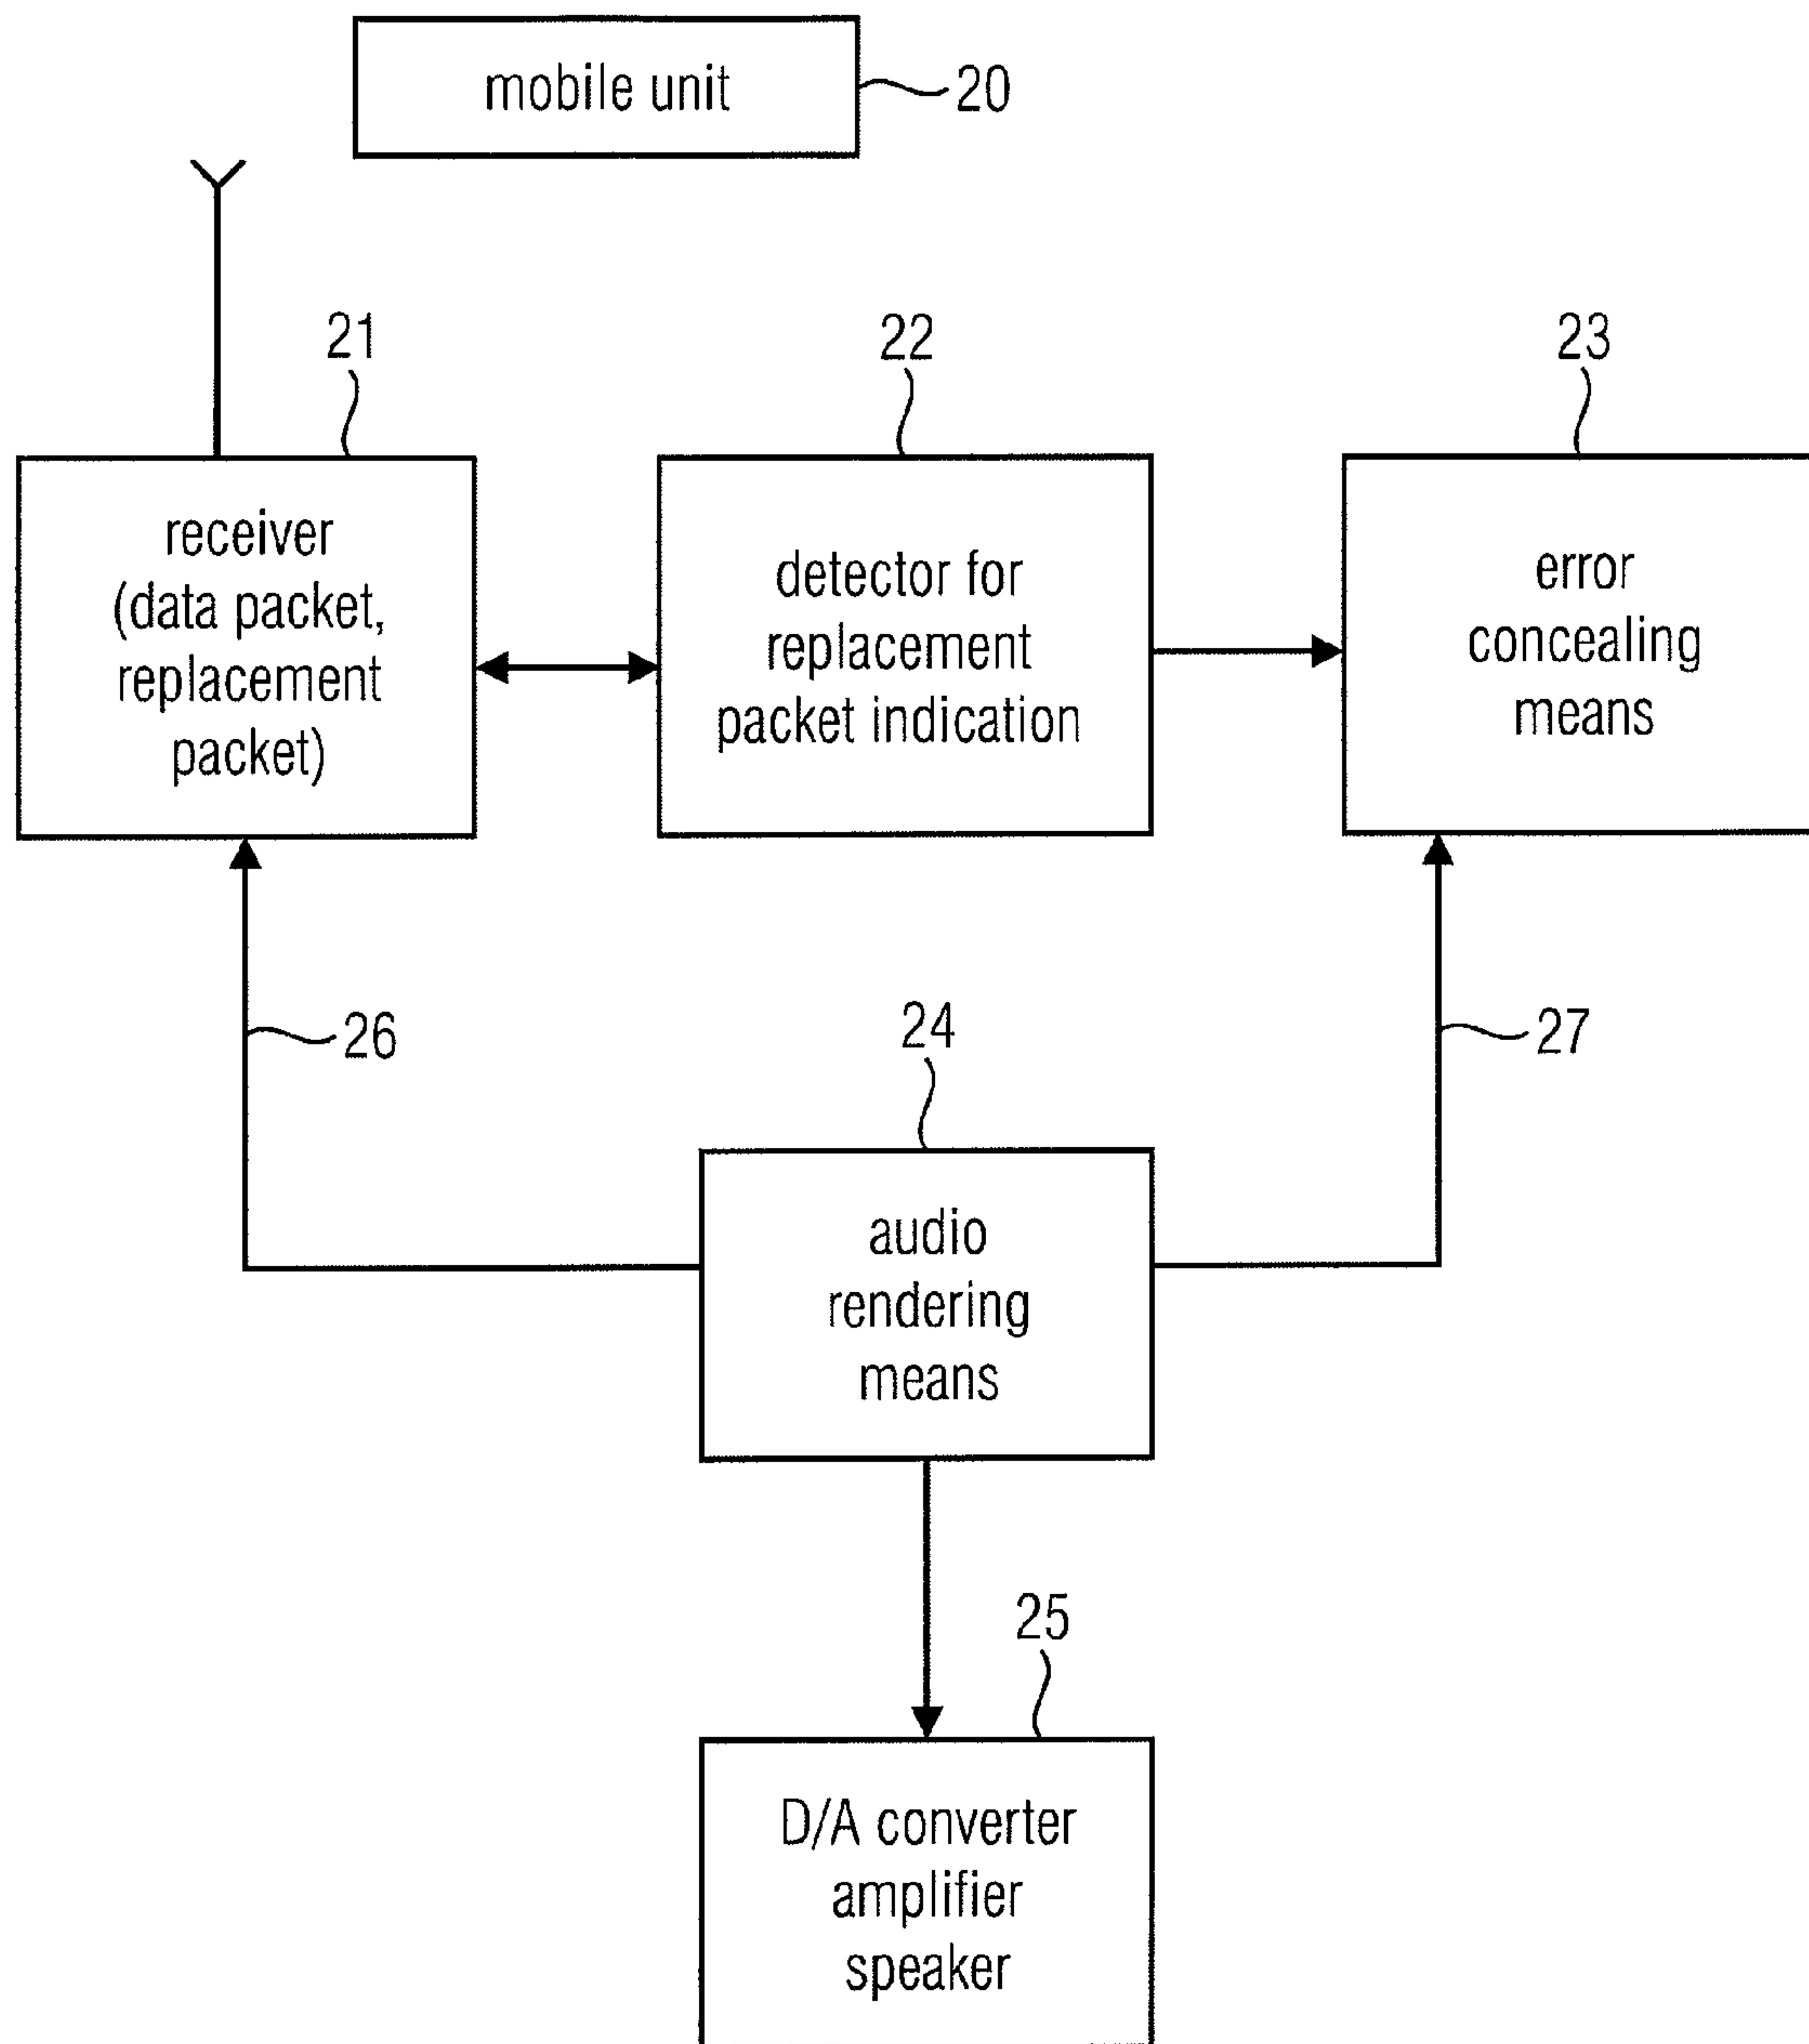 mobile unit
20
21
22
23
receiver
(data packet,
replacement
packet)
detector for
replacement
packet indication
error
concealing
means
26
24
27
audio
rendering
means
25
D/A converter
amplifier
speaker